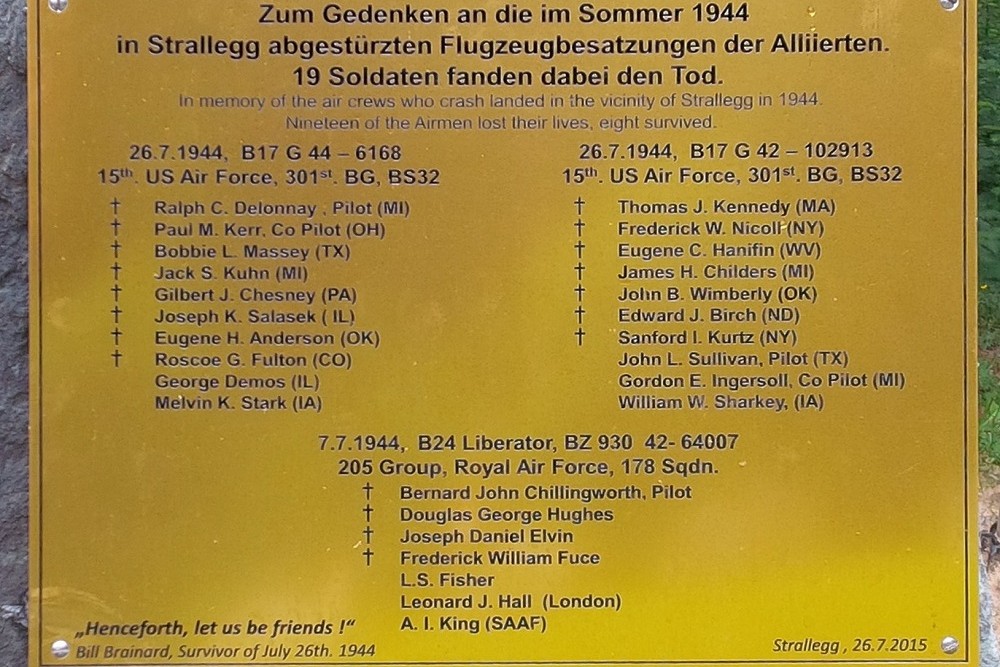 Zum Gedenken an die im Sommer 1944
in Strallegg abgestürzten Flugzeugbesatzungen der Alliierten.
19 Soldaten fanden dabei den Tod.
In memory of the air crews who crash landed in the vicinity of Strallegg in 1944.
Nineteen of the Airmen lost their lives, eight survived.
26.7.1944, B17 G 44 – 6168
15th. US Air Force, 301st. BG, BS32
† Ralph C. Delonnay , Pilot (MI)
† Paul M. Kerr, Co Pilot (OH)
† Bobbie L. Massey (TX)
† Jack S. Kuhn (MI)
† Gilbert J. Chesney (PA)
† Joseph K. Salasek ( IL)
† Eugene H. Anderson (OK)
† Roscoe G. Fulton (CO)
George Demos (IL)
Melvin K. Stark (IA)
26.7.1944, B17 G 42 – 102913
15th. US Air Force, 301st. BG, BS32
† Thomas J. Kennedy (MA)
† Frederick W. Nicoll (NY)
† Eugene C. Hanifin (WV)
† James H. Childers (MI)
† John B. Wimberly (OK)
† Edward J. Birch (ND)
† Sanford I. Kurtz (NY)
John L. Sullivan, Pilot (TX)
Gordon E. Ingersoll, Co Pilot (MI)
William W. Sharkey, (IA)
7.7.1944, B24 Liberator, BZ 930 42- 64007
205 Group, Royal Air Force, 178 Sqdn.
† Bernard John Chillingworth, Pilot
† Douglas George Hughes
† Joseph Daniel Elvin
† Frederick William Fuce
L.S. Fisher
Leonard J. Hall (London)
A. I. King (SAAF)
„Henceforth, let us be friends !“
Bill Brainard, Survivor of July 26th. 1944
Strallegg , 26.7.2015